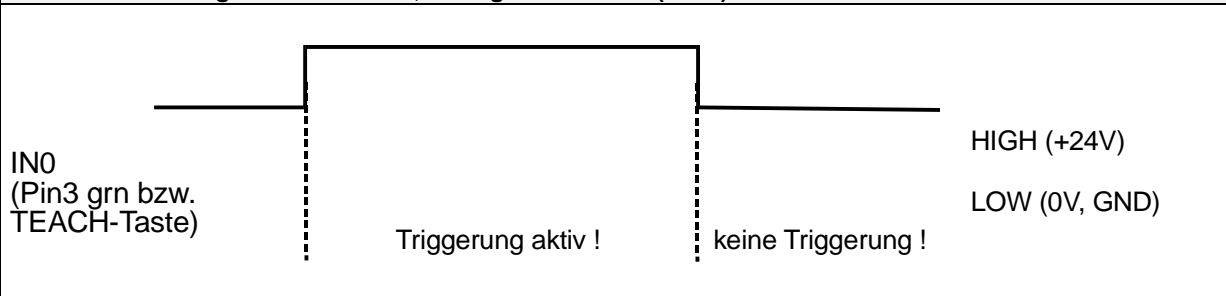 HIGH (+24V)
IN0
(Pin3 grn bzw.
TEACH-Taste)
LOW (0V, GND)
Triggerung aktiv !
keine Triggerung !